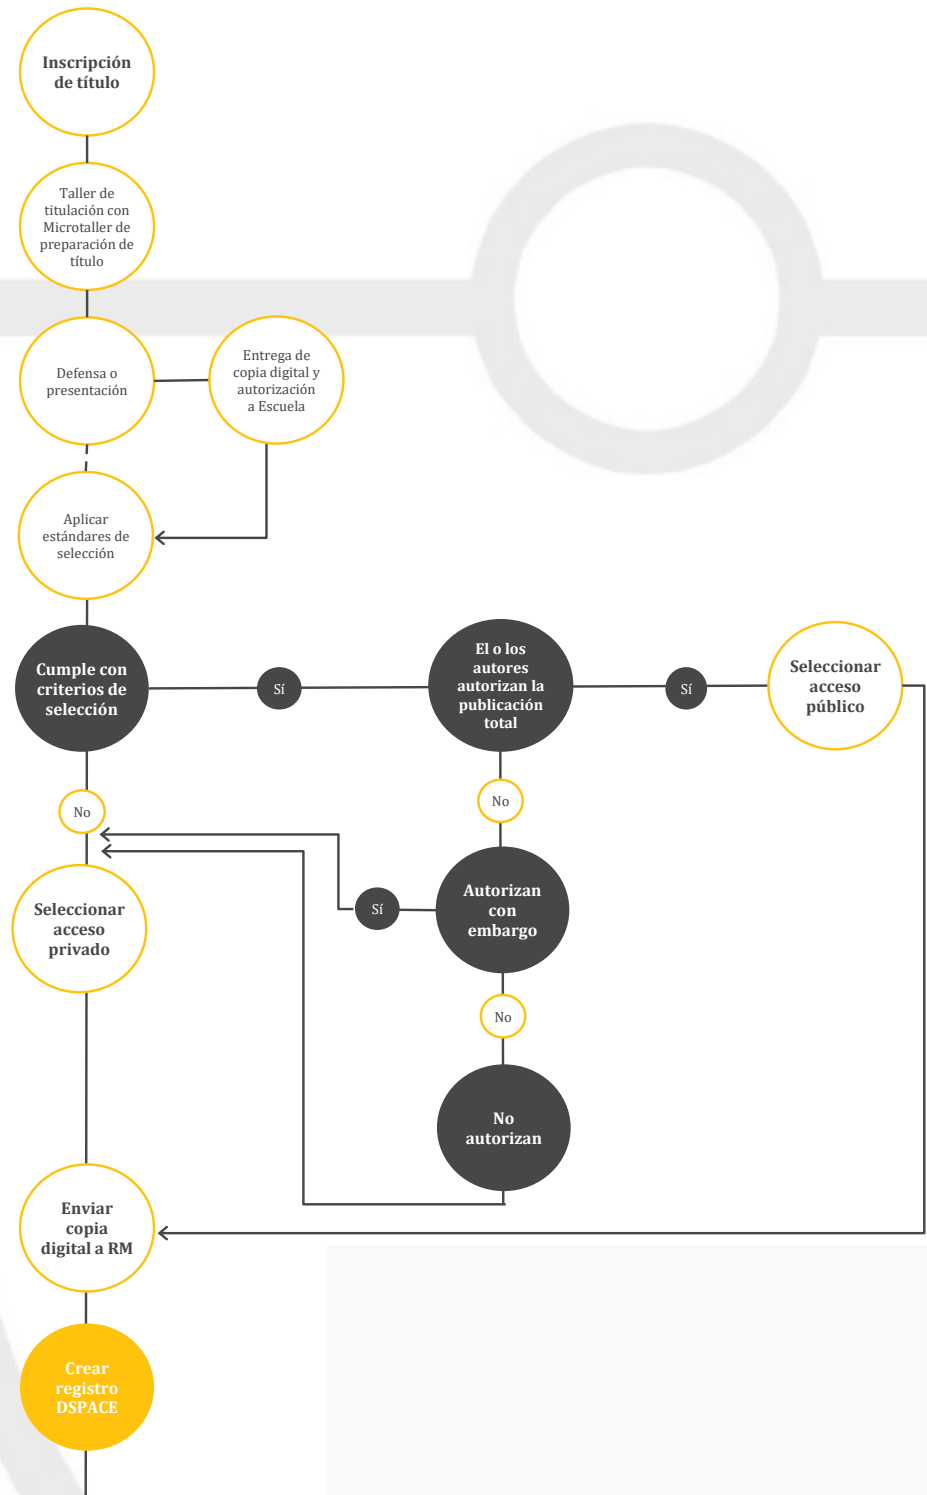 Inscripción
de título
Taller de
titulación con
Microtaller de
preparación de
título
Defensa o
presentación
Entrega de
copia digital y
autorización
a Escuela
Aplicar
estándares de
selección
Cumple con
criterios de
selección
Sí
El o los
autores
autorizan la
publicación
total
Sí
Seleccionar
acceso
público
No
No
Seleccionar
acceso
privado
Sí
Autorizan
con
embargo
No
No
autorizan
Enviar
copia
digital a RM
Crear
registro
DSPACE